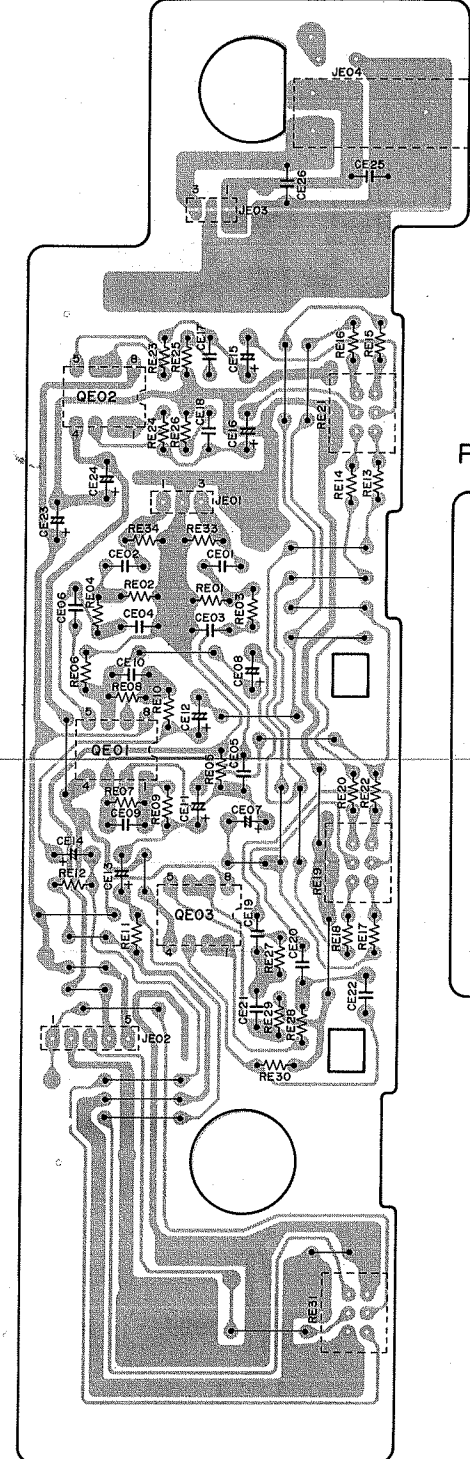 JE04
CE25
CE26
3 1
JE03
RE16
RE15
RE23
RE25
CE17
CE15
5 8
QE02
4 1
RE24
RE26
CE18
CE16
RE21
CE24
+
RE14
RE13
1 3
JE01
CE23
+
RE34
RE33
CE02
CE01
CE06
RE04
RE02
RE01
RE03
CE04
CE03
RE06
CE10
RE08
CE08
+
RE10
CE12
+
5 8
QE01
4 1
RE05
CE05
RE20
RE22
RE07
CE09
RE09
CE11
+
CE07
+
CE14
+
RE12
CE13
+
5 8
QE03
4 1
RE19
RE11
CE19
RE27
CE20
RE18
RE17
CE21
RE29
RE28
CE22
1 5
JE02
RE30
RE31
F